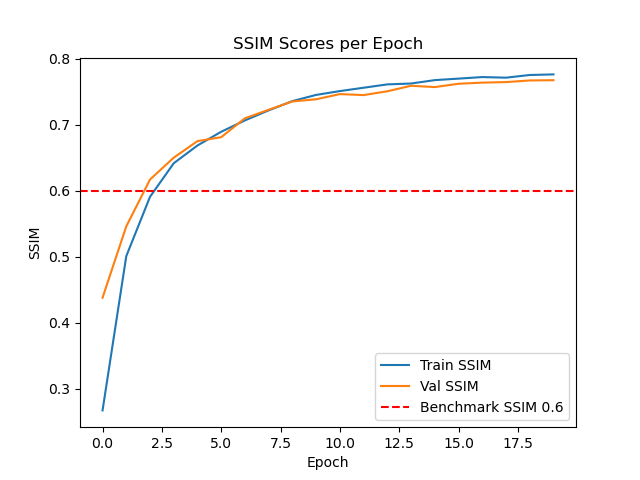 SSIM Scores per Epoch
0.8
0.7
0.6
0.5
0.4
0.3
SSIM
Train SSIM
Val SSIM
Benchmark SSIM 0.6
0.0 2.5 5.0 7.5 10.0 12.5 15.0 17.5
Epoch